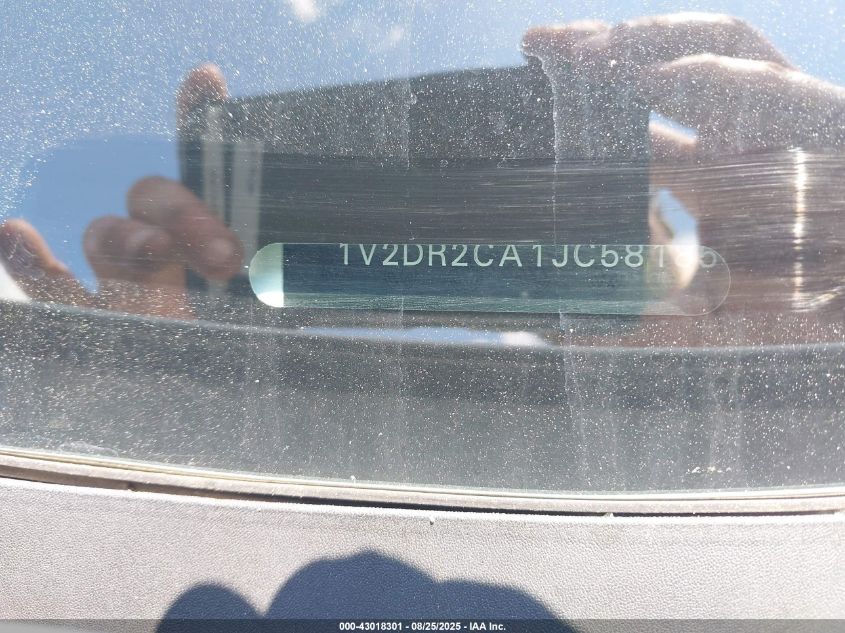 1V2DR2CA1JC581
000-43018301 - 08/25/2025 - IAA Inc.